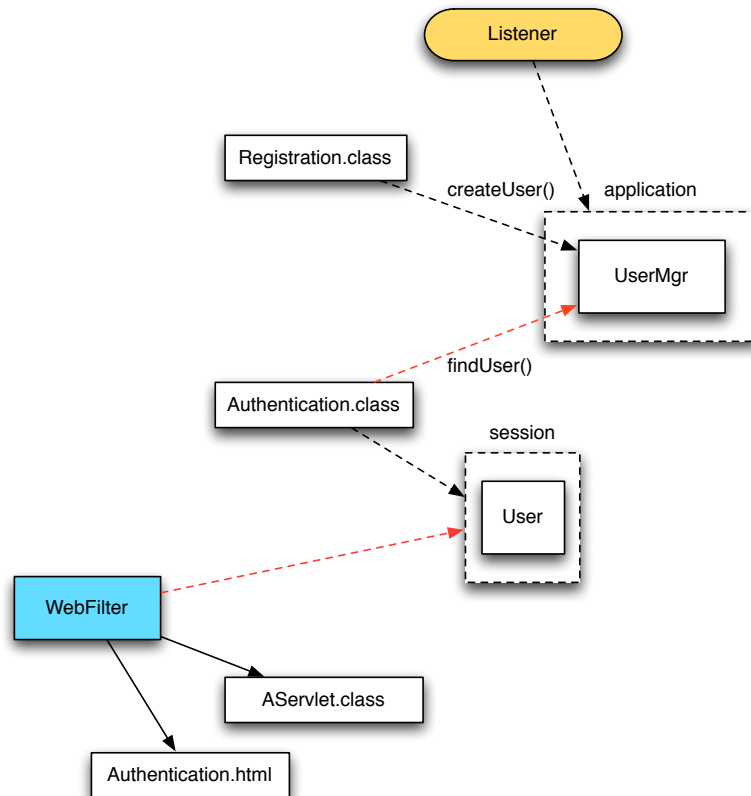 Listener
Registration.class
createUser()
application
UserMgr
findUser()
Authentication.class
session
User
WebFilter
AServlet.class
Authentication.html